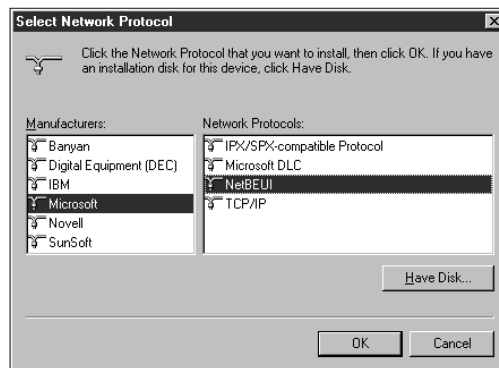 Select Network Protocol
Click the Network Protocol that you want to install, then click OK. If you have
an installation disk for this device, click Have Disk.
Manufacturers:
Banyan
Digital Equipment (DEC)
IBM
Microsoft
Novell
SunSoft
Network Protocols:
IPX/SPX-compatible Protocol
Microsoft DLC
NetBEUI
TCP/IP
Have Disk...
OK
Cancel